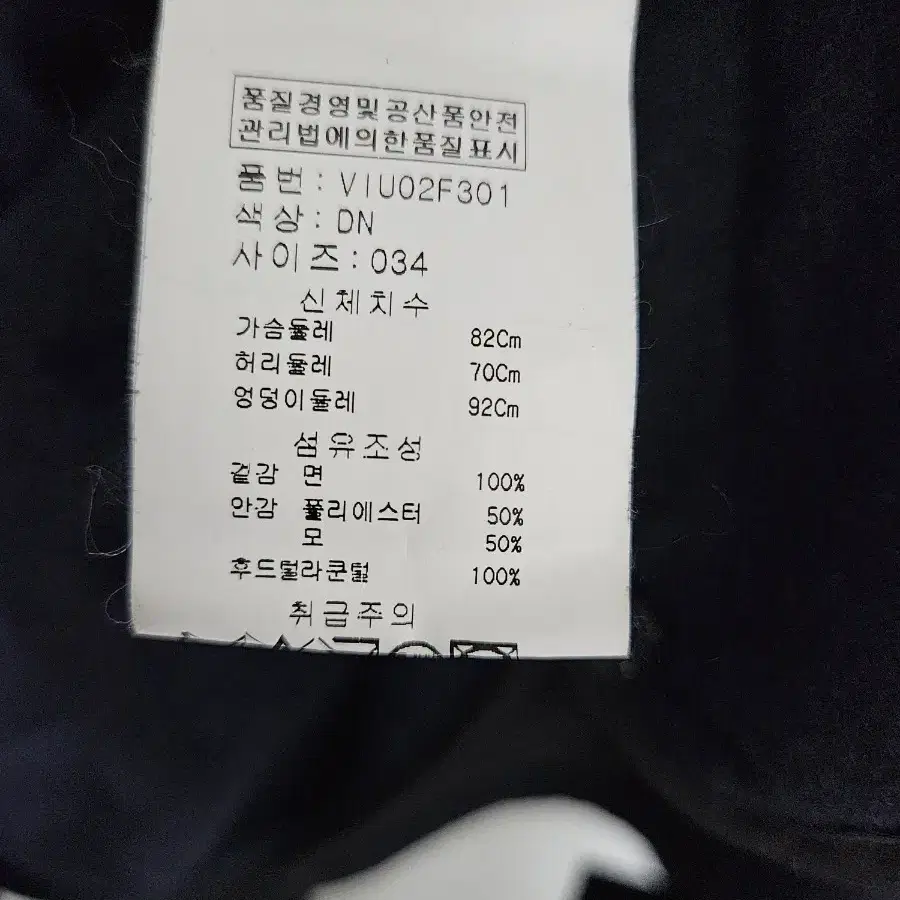 품질경영및공산품안전
관리법에의한품질표시
품번 : VIU02F301
색상 : DN
사이즈 : 034
신체치수
가슴둘레 82Cm
허리둘레 70Cm
엉덩이둘레 92Cm
섬유조성
겉감 면 100%
안감 폴리에스터 50%
모 50%
후드털라쿤털 100%
취급주의